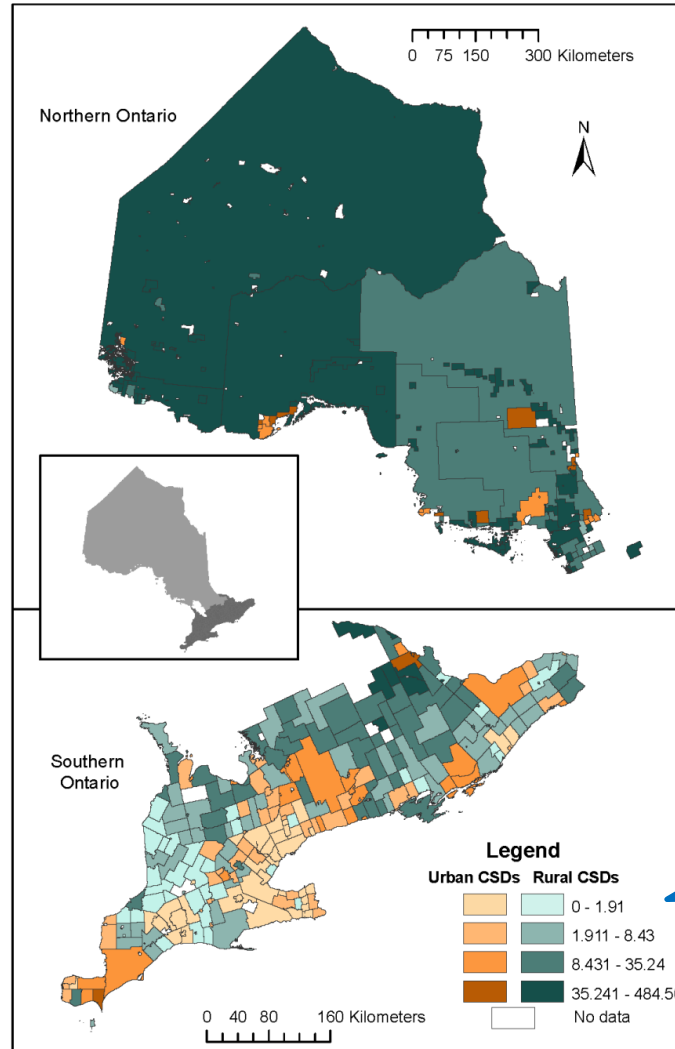 0 75 150 300 Kilometers
Northern Ontario
N
Southern
Ontario
Legend
Urban CSDs Rural CSDs
0 - 1.91
1.911 - 8.43
8.431 - 35.24
35.241 - 484.50
No data
0 40 80 160 Kilometers